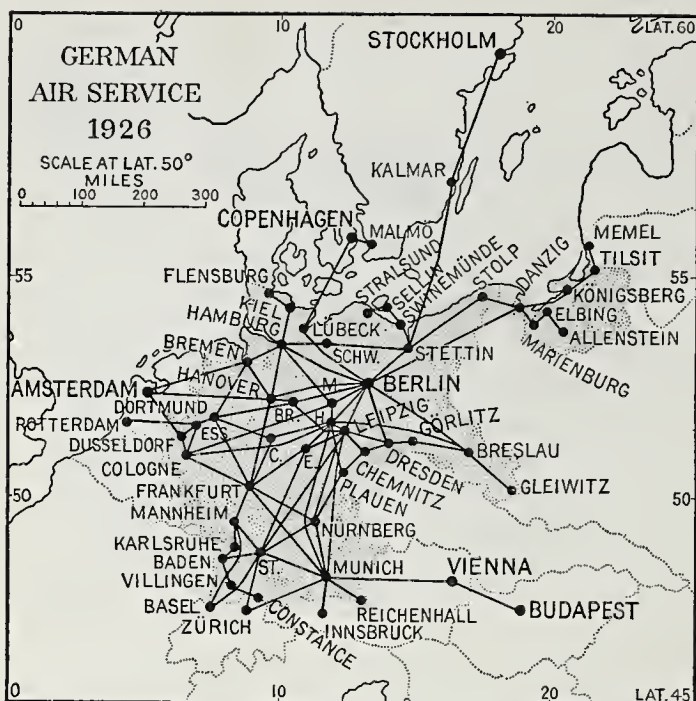 0
10
20
LAT.60
GERMAN
AIR SERVICE
1926
SCALE AT LAT. 50°
MILES
0 100 200 300
STOCKHOLM
KALMAR
COPENHAGEN
MALMO
MEMEL
TILSIT
55
55
FLENSBURG
STRALSUND
SELLIN
SWINEMÜNDE
STOLP
DANZIG
KÖNIGSBERG
KIEL
HAMBURG
LÜBECK
ELBING
ALLENSTEIN
MARIENBURG
BREMEN
SCHW.
STETTIN
HANOVER
AMSTERDAM
M.
BERLIN
DORTMUND
BR.
H.
LEIPZIG
GÖRLITZ
ROTTERDAM
ESS.
DUSSELDORF
C.
E.
BRESLAU
COLOGNE
DRESDEN
CHEMNITZ
GLEIWITZ
50
50
FRANKFURT
PLAUEN
MANNHEIM
NÜRNBERG
KARLSRUHE
BADEN
ST.
MUNICH
VIENNA
VILLINGEN
BASEL
ZÜRICH
CONSTANCE
REICHENHALL
INNSBRUCK
BUDAPEST
0
10
20
LAT.45